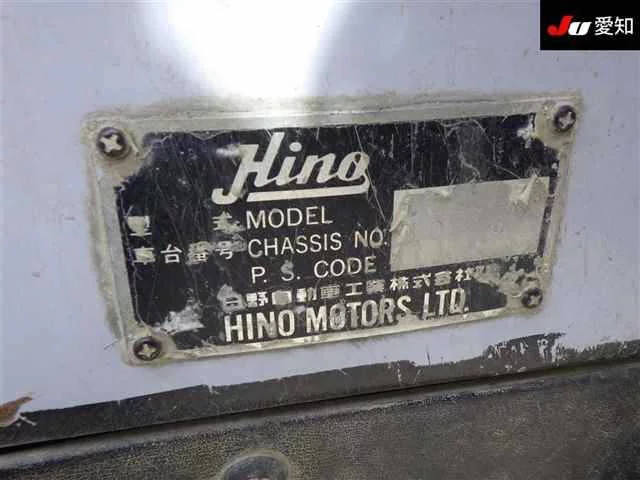 JU 愛知
Hino
型 式 MODEL
車台番号 CHASSIS NO.
P. S. CODE
日野自動車工業株式会社
HINO MOTORS LTD.